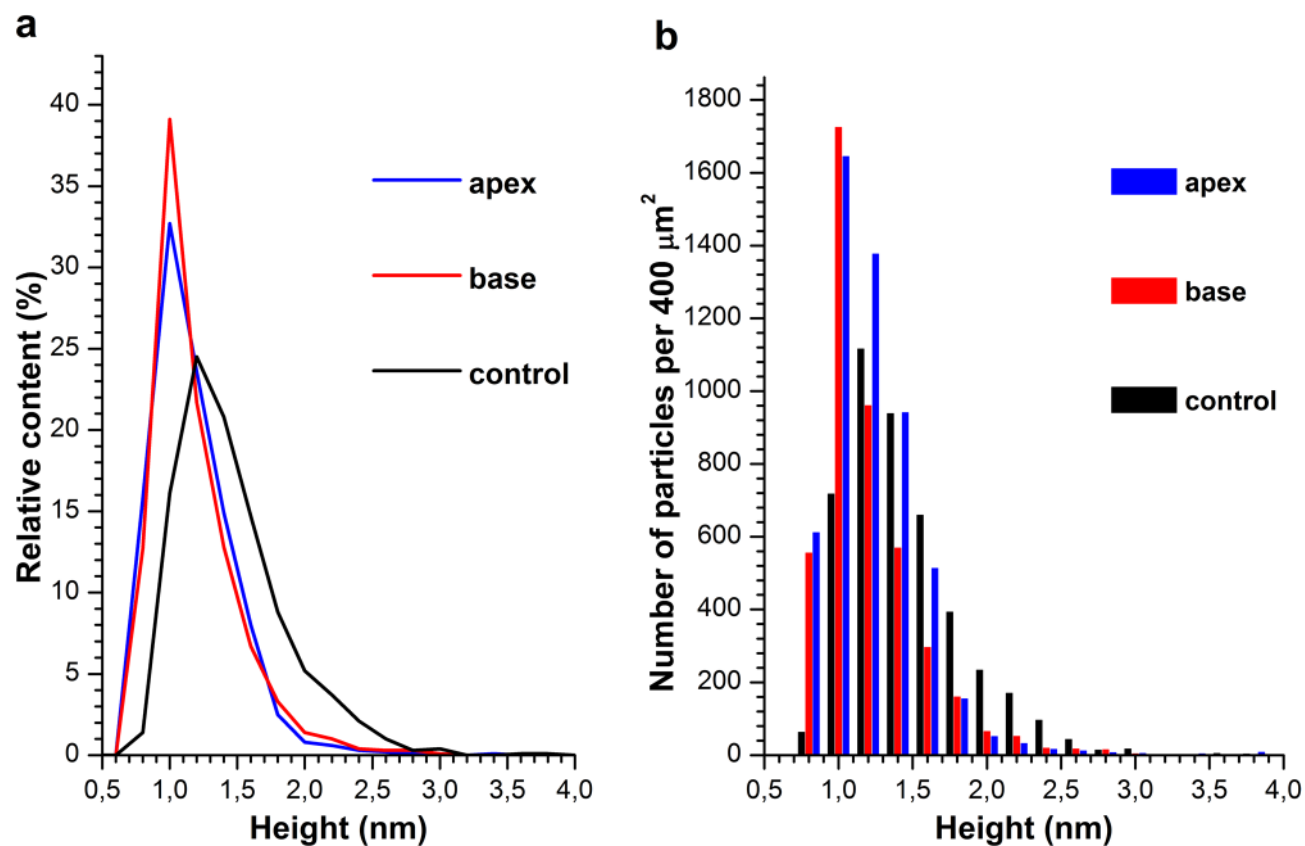 a
Relative content (%)
40
35
30
25
20
15
10
5
0
0,5 1,0 1,5 2,0 2,5 3,0 3,5 4,0
Height (nm)
apex
base
control
b
Number of particles per 400 μm²
1800
1600
1400
1200
1000
800
600
400
200
0
0,5 1,0 1,5 2,0 2,5 3,0 3,5 4,0
Height (nm)
apex
base
control